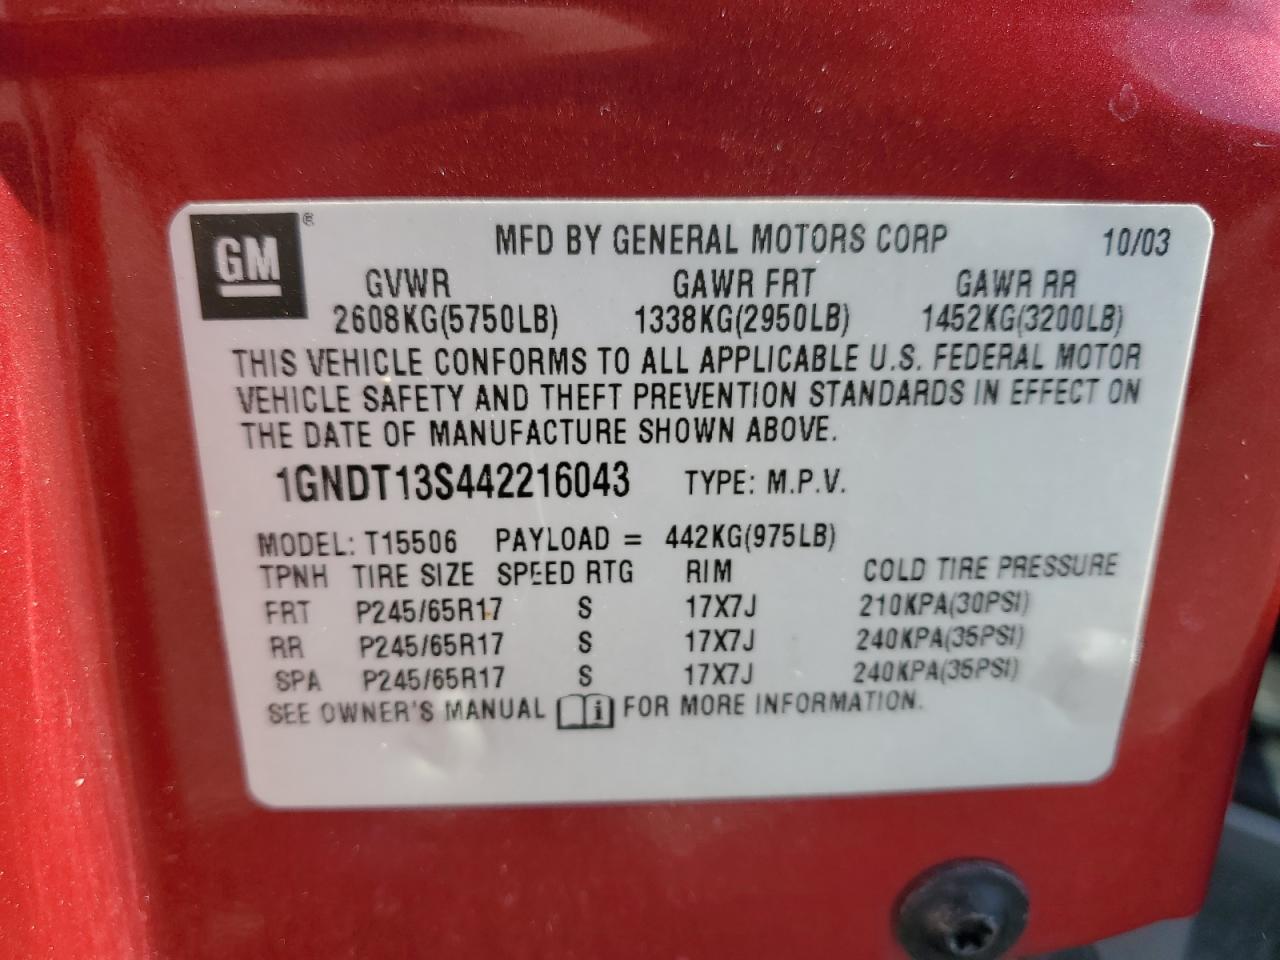 GM ® MFD BY GENERAL MOTORS CORP 10/03
GVWR GAWR FRT GAWR RR
2608KG(5750LB) 1338KG(2950LB) 1452KG(3200LB)
THIS VEHICLE CONFORMS TO ALL APPLICABLE U.S. FEDERAL MOTOR
VEHICLE SAFETY AND THEFT PREVENTION STANDARDS IN EFFECT ON
THE DATE OF MANUFACTURE SHOWN ABOVE.
1GNDT13S442216043 TYPE: M.P.V.
MODEL: T15506 PAYLOAD = 442KG(975LB)
TPNH TIRE SIZE SPEED RTG RIM COLD TIRE PRESSURE
FRT P245/65R17 S 17X7J 210KPA(30PSI)
RR P245/65R17 S 17X7J 240KPA(35PSI)
SPA P245/65R17 S 17X7J 240KPA(35PSI)
SEE OWNER'S MANUAL i FOR MORE INFORMATION.